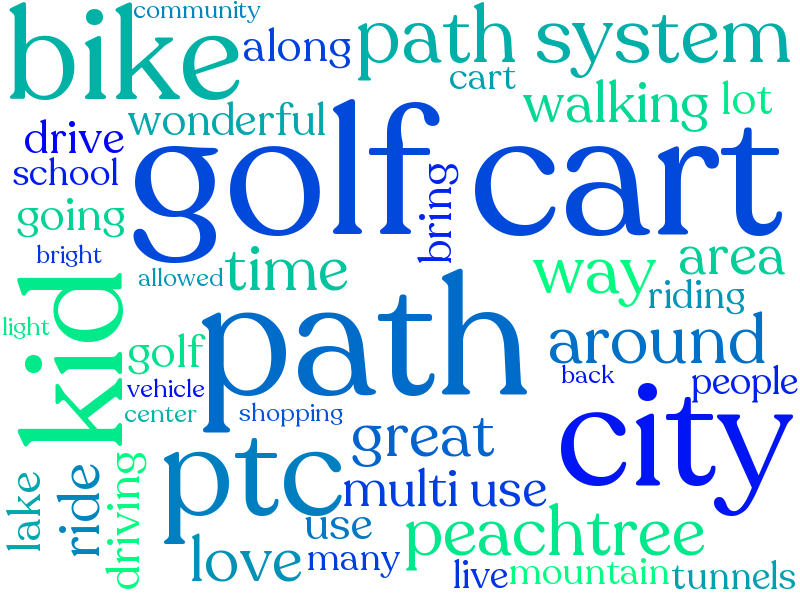 community
bike
along
path system
cart
walking
lot
wonderful
drive
golf cart
school
bring
going
bright
allowed
time
way
area
riding
light
kid
path
golf
around
vehicle
back
people
center
shopping
city
great
ptc
multi use
lake
ride
driving
use
peachtree
love
many
live
mountain
tunnels